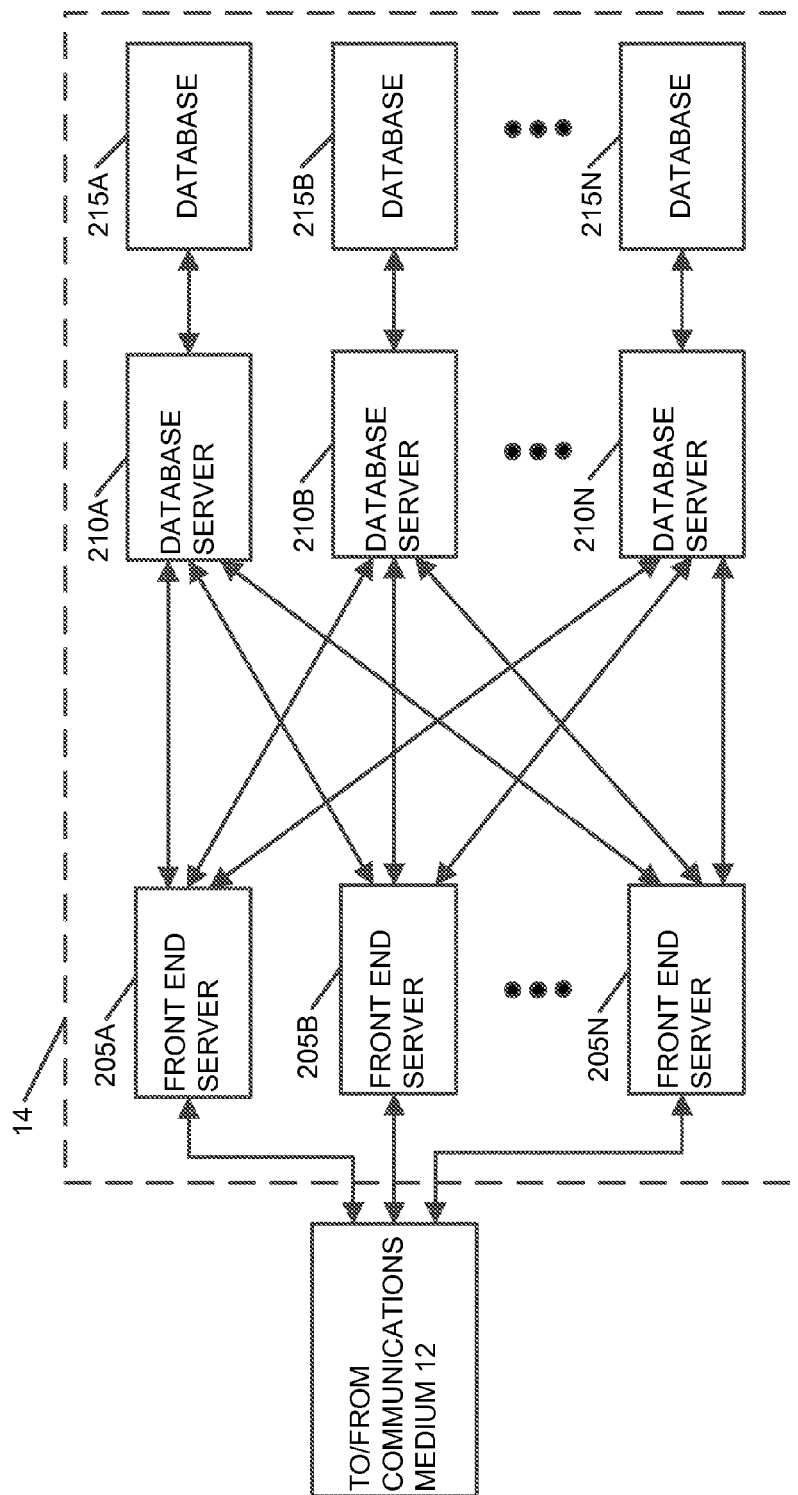 14
TO/FROM
COMMUNICATIONS
MEDIUM 12
205A
FRONT END
SERVER
205B
FRONT END
SERVER
205N
FRONT END
SERVER
210A
DATABASE
SERVER
210B
DATABASE
SERVER
210N
DATABASE
SERVER
215A
DATABASE
215B
DATABASE
215N
DATABASE